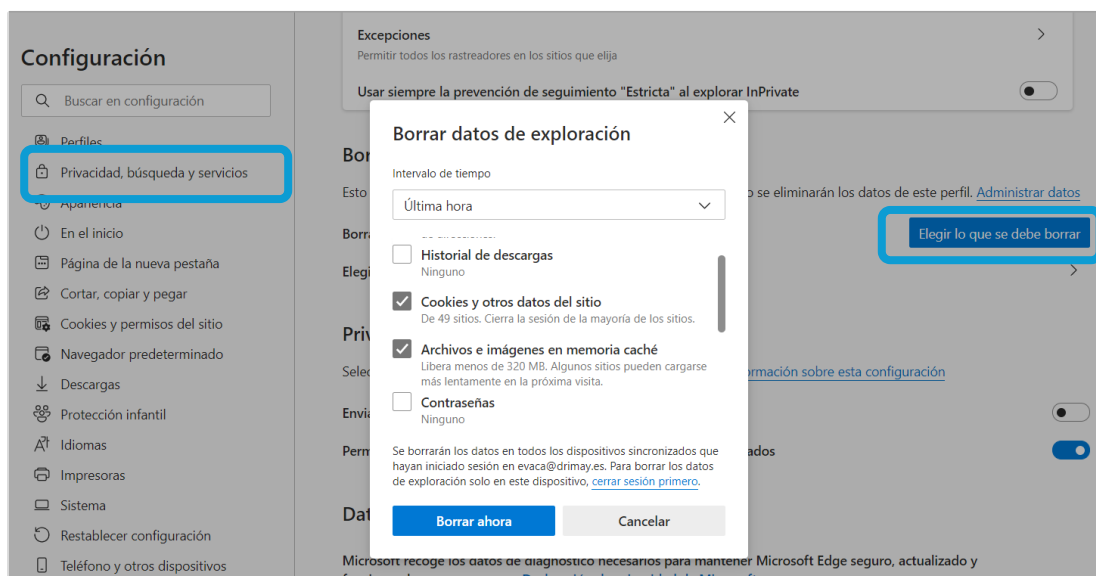 Configuración
Buscar en configuración
Perfiles
Privacidad, búsqueda y servicios
Apariencia
En el inicio
Página de la nueva pestaña
Cortar, copiar y pegar
Cookies y permisos del sitio
Navegador predeterminado
Descargas
Protección infantil
Idiomas
Impresoras
Sistema
Restablecer configuración
Teléfono y otros dispositivos
Excepciones
Permitir todos los rastreadores en los sitios que elija
Usar siempre la prevención de seguimiento "Estricta" al explorar InPrivate
Bor
Esto
o se eliminarán los datos de este perfil. Administrar datos
Borra
Elegir lo que se debe borrar
Elegi
Priv
Selec
ormación sobre esta configuración
Envia
Perm
ados
Dat
Microsoft recoge los datos de diagnóstico necesarios para mantener Microsoft Edge seguro, actualizado y
Borrar datos de exploración
Intervalo de tiempo
Última hora
de direcciones.
Historial de descargas
Ninguno
Cookies y otros datos del sitio
De 49 sitios. Cierra la sesión de la mayoría de los sitios.
Archivos e imágenes en memoria caché
Libera menos de 320 MB. Algunos sitios pueden cargarse
más lentamente en la próxima visita.
Contraseñas
Ninguno
Se borrarán los datos en todos los dispositivos sincronizados que
hayan iniciado sesión en evaca@drimay.es. Para borrar los datos
de exploración solo en este dispositivo, cerrar sesión primero.
Borrar ahora
Cancelar